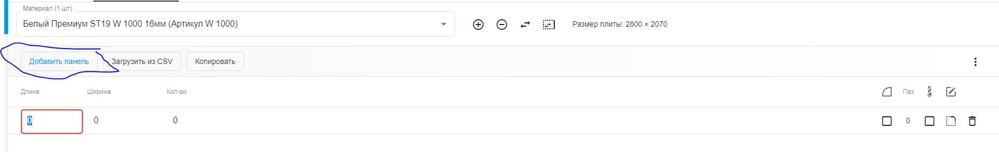 Материал (1 шт)
Белый Премиум ST19 W 1000 16мм (Артикул W 1000)
Размер плиты: 2800 × 2070
Добавить панель Загрузить из CSV Копировать
Длина Ширина Кол-во Паз
0 0 0 0